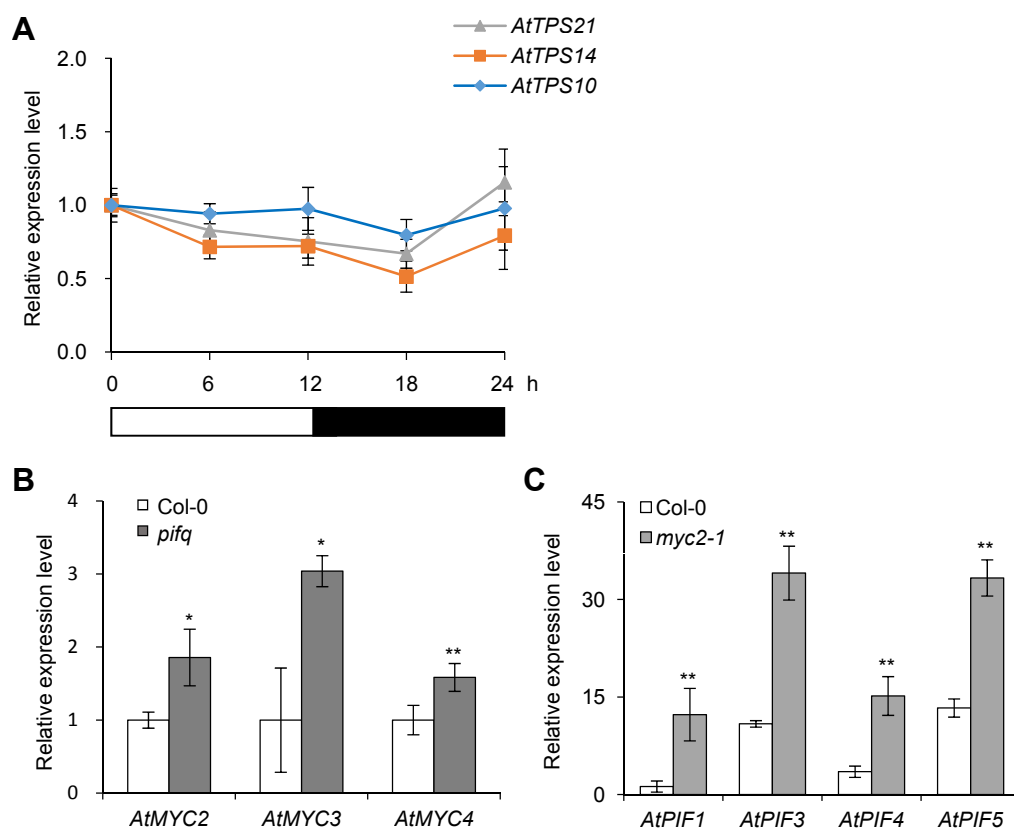 A
AtTPS21
AtTPS14
AtTPS10
Relative expression level
2.0
1.5
1.0
0.5
0.0
0 6 12 18 24 h
B
Col-0
pifq
Relative expression level
4
3
2
1
0
* * **
AtMYC2 AtMYC3 AtMYC4
C
Col-0
myc2-1
Relative expression level
45
30
15
0
** ** ** **
AtPIF1 AtPIF3 AtPIF4 AtPIF5